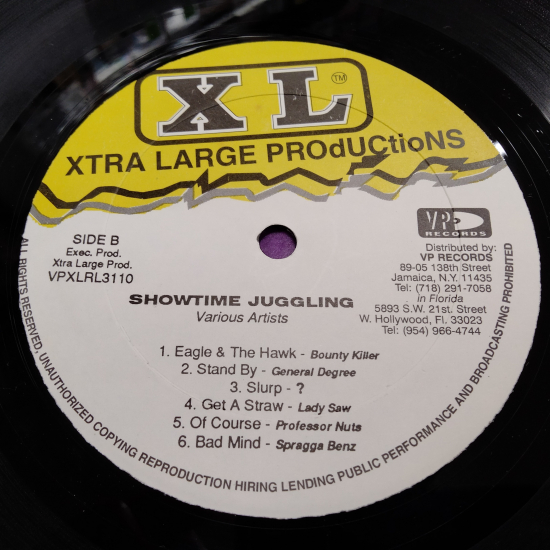 XL TM
XTRA LARGE PROdUCtioNS
SIDE B
Exec. Prod.
Xtra Large Prod.
VPXLRL3110
VP
RECORDS
Distributed by:
VP RECORDS
89-05 138th Street
Jamaica, N.Y. 11435
Tel: (718) 291-7058
in Florida
5893 S.W. 21st. Street
W. Hollywood, Fl. 33023
Tel: (954) 966-4744
SHOWTIME JUGGLING
Various Artists
1. Eagle & The Hawk - Bounty Killer
2. Stand By - General Degree
3. Slurp - ?
4. Get A Straw - Lady Saw
5. Of Course - Professor Nuts
6. Bad Mind - Spragga Benz
ALL RIGHTS RESERVED, UNAUTHORIZED COPYING REPRODUCTION HIRING LENDING PUBLIC PERFORMANCE AND BROADCASTING PROHIBITED